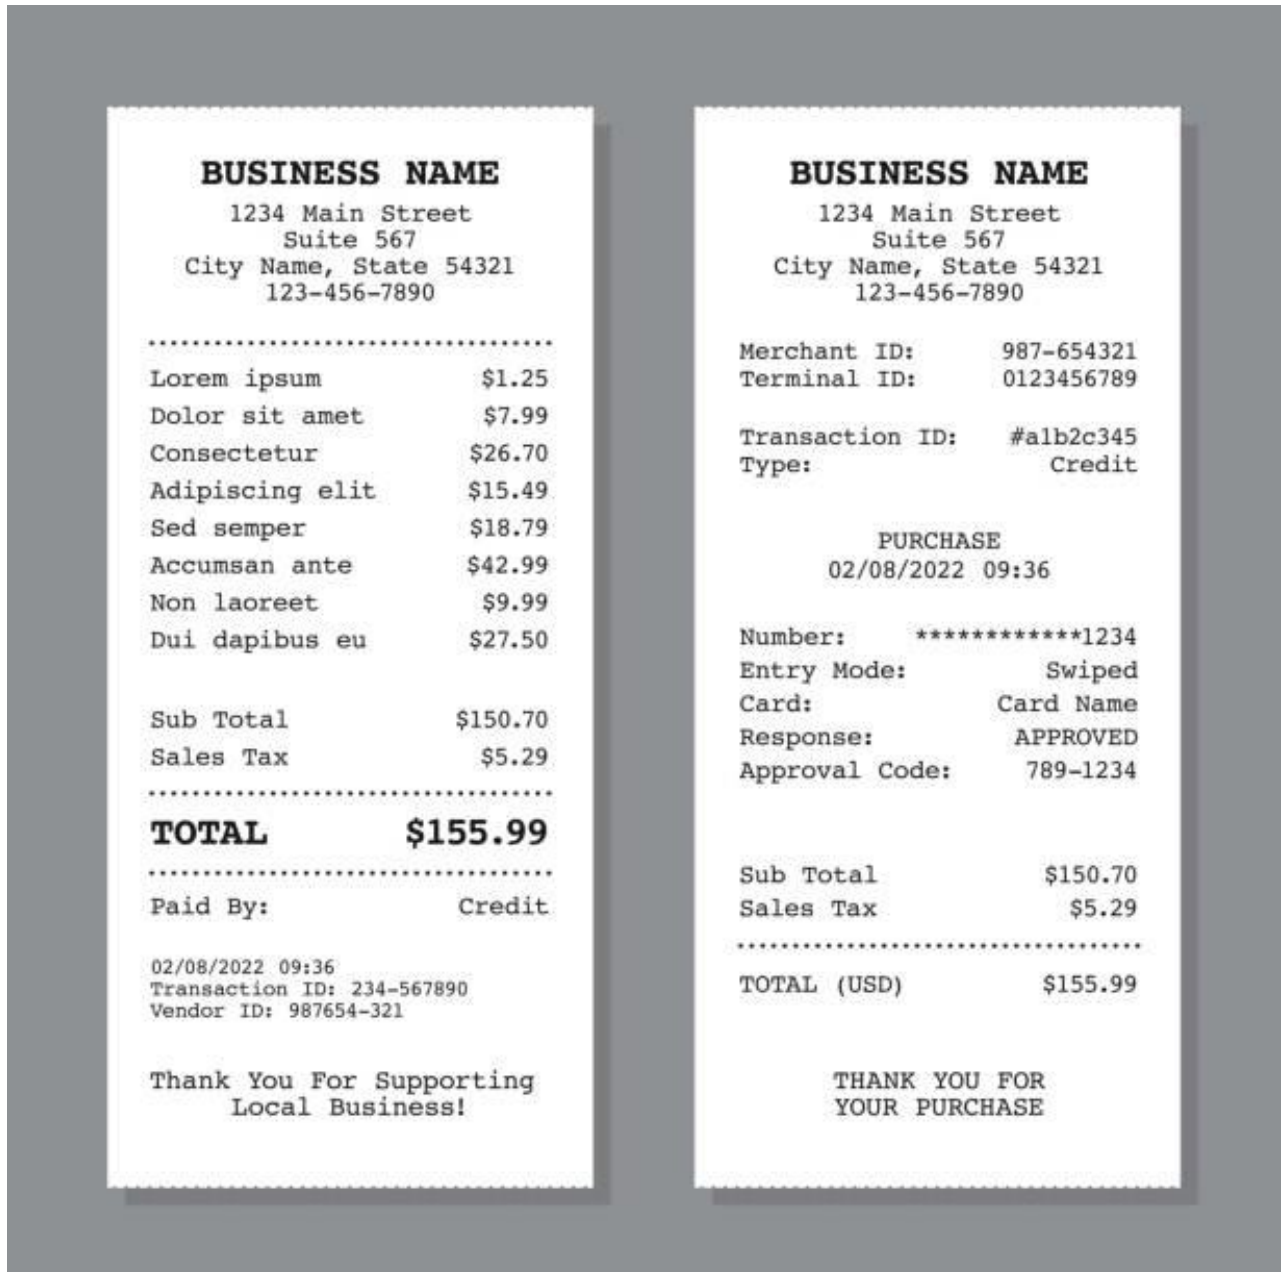 BUSINESS NAME
1234 Main Street
Suite 567
City Name, State 54321
123-456-7890
Lorem ipsum $1.25
Dolor sit amet $7.99
Consectetur $26.70
Adipiscing elit $15.49
Sed semper $18.79
Accumsan ante $42.99
Non laoreet $9.99
Dui dapibus eu $27.50
Sub Total $150.70
Sales Tax $5.29
TOTAL $155.99
Paid By: Credit
02/08/2022 09:36
Transaction ID: 234-567890
Vendor ID: 987654-321
Thank You For Supporting
Local Business!
BUSINESS NAME
1234 Main Street
Suite 567
City Name, State 54321
123-456-7890
Merchant ID: 987-654321
Terminal ID: 0123456789
Transaction ID: #a1b2c345
Type: Credit
PURCHASE
02/08/2022 09:36
Number: ************1234
Entry Mode: Swiped
Card: Card Name
Response: APPROVED
Approval Code: 789-1234
Sub Total $150.70
Sales Tax $5.29
TOTAL (USD) $155.99
THANK YOU FOR
YOUR PURCHASE